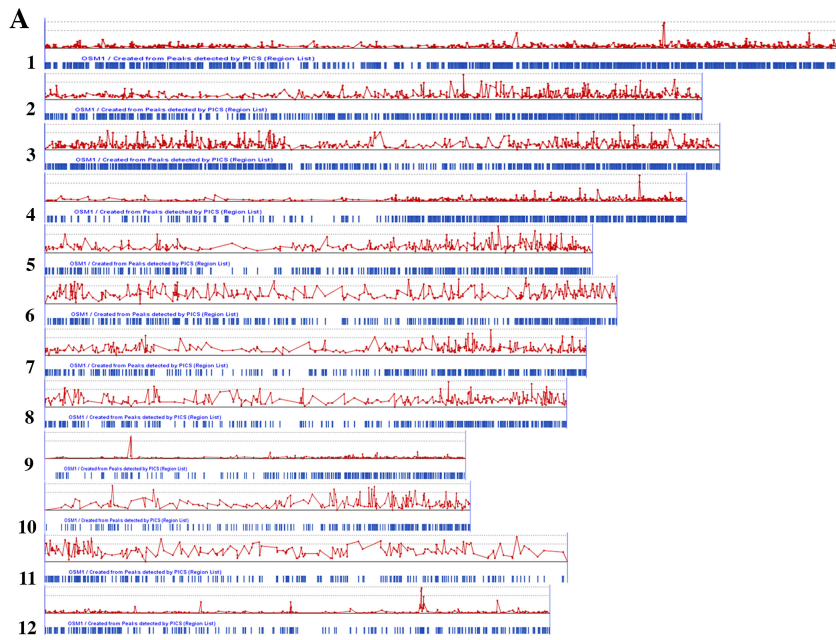 A
1
OSM1 / Created from Peaks detected by PICS (Region List)
2
OSM1 / Created from Peaks detected by PICS (Region List)
3
OSM1 / Created from Peaks detected by PICS (Region List)
4
OSM1 / Created from Peaks detected by PICS (Region List)
5
OSM1 / Created from Peaks detected by PICS (Region List)
6
OSM1 / Created from Peaks detected by PICS (Region List)
7
OSM1 / Created from Peaks detected by PICS (Region List)
8
OSM1 / Created from Peaks detected by PICS (Region List)
9
OSM1 / Created from Peaks detected by PICS (Region List)
10
OSM1 / Created from Peaks detected by PICS (Region List)
11
OSM1 / Created from Peaks detected by PICS (Region List)
12
OSM1 / Created from Peaks detected by PICS (Region List)